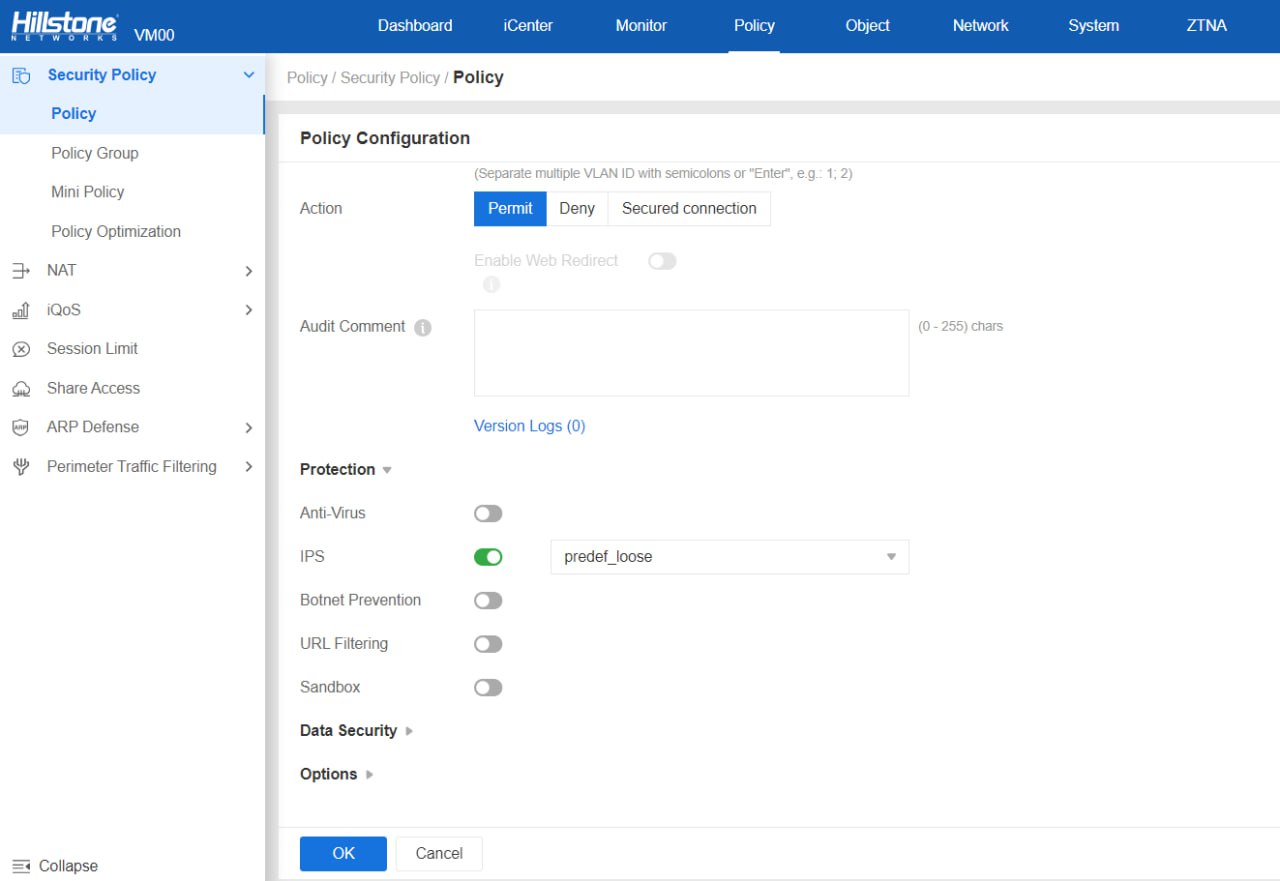 Hillstone
NETWORKS
VM00
Dashboard
iCenter
Monitor
Policy
Object
Network
System
ZTNA
Security Policy
Policy
Policy Group
Mini Policy
Policy Optimization
NAT
iQoS
Session Limit
Share Access
ARP
ARP Defense
Perimeter Traffic Filtering
Collapse
Policy / Security Policy / Policy
Policy Configuration
(Separate multiple VLAN ID with semicolons or "Enter", e.g.: 1; 2)
Action
Permit
Deny
Secured connection
Enable Web Redirect
i
Audit Comment i
(0 - 255) chars
Version Logs (0)
Protection
Anti-Virus
IPS
predef_loose
Botnet Prevention
URL Filtering
Sandbox
Data Security
Options
OK
Cancel